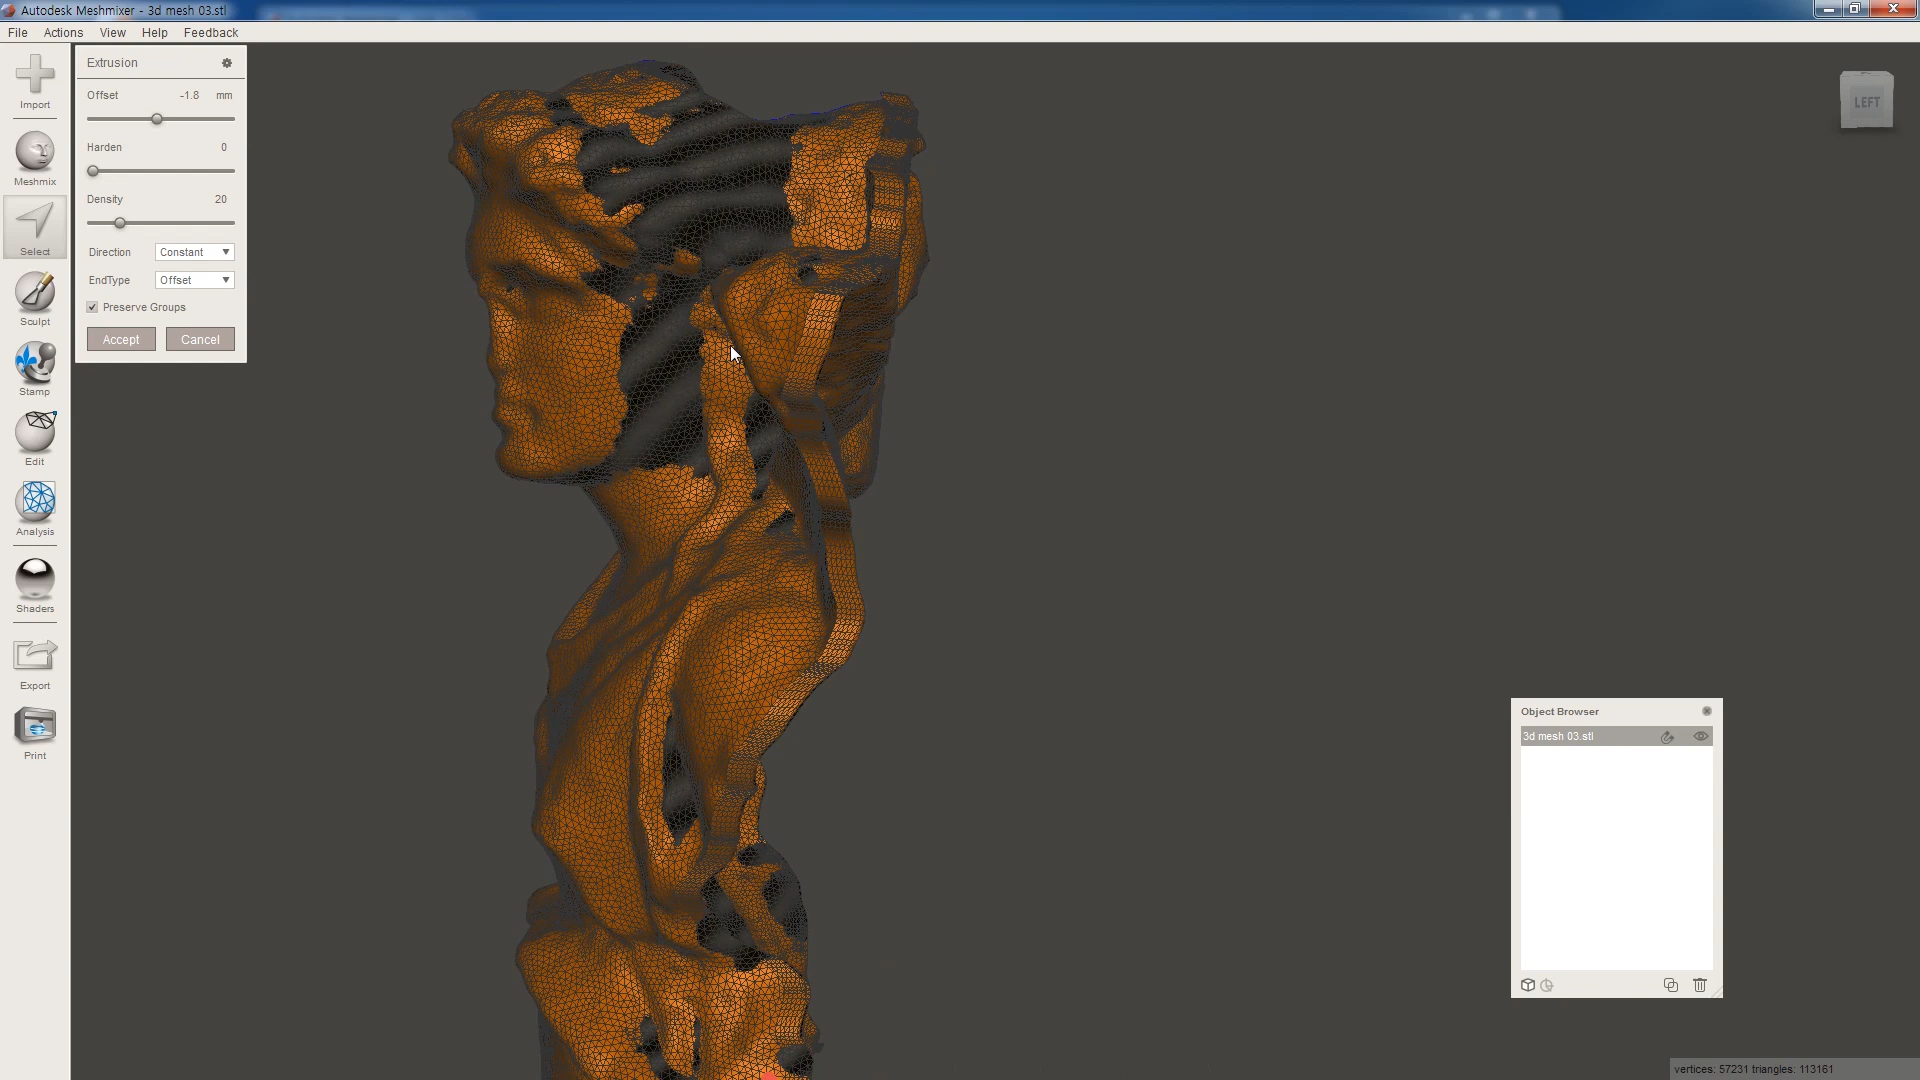 Autodesk Meshmixer - 3d mesh 03.stl
File Actions View Help Feedback
Import
Meshmix
Select
Sculpt
Stamp
Edit
Analysis
Shaders
Export
Print
Extrusion
Offset -1.8 mm
Harden 0
Density 20
Direction Constant
EndType Offset
Preserve Groups
Accept Cancel
LEFT
Object Browser
3d mesh 03.stl
vertices: 57231 triangles: 113161